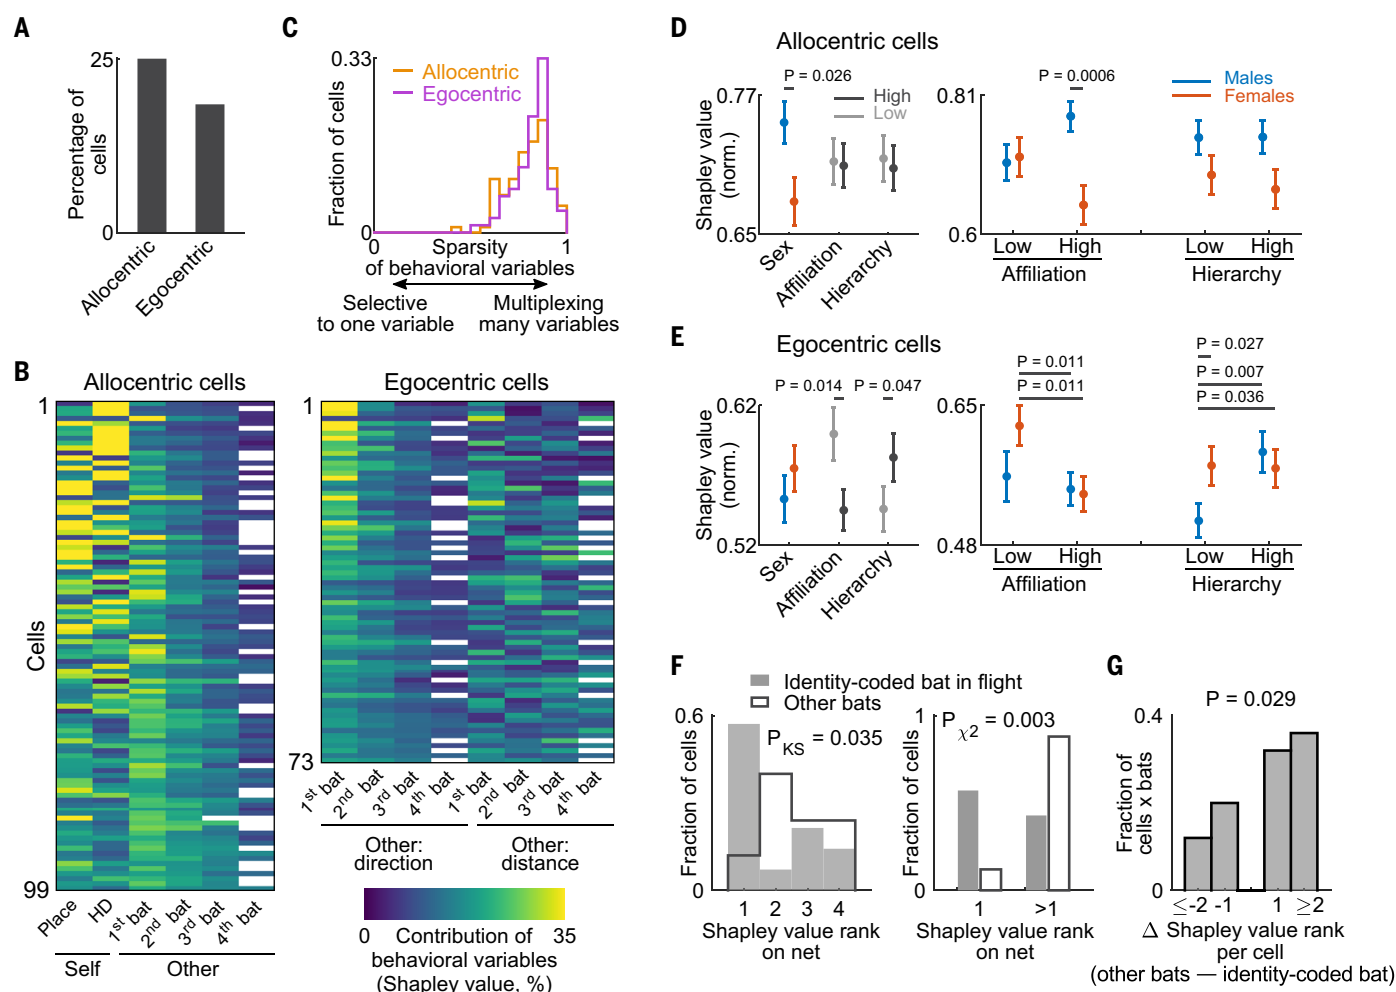 A
Percentage of
cells
25
0
Allocentric
Egocentric
C
Fraction of cells
0.33
0
Allocentric
Egocentric
0
1
Sparsity
of behavioral variables
Selective
to one variable
Multiplexing
many variables
D
Allocentric cells
Shapley value
(norm.)
0.77
0.65
P = 0.026
High
Low
Sex
Affiliation
Hierarchy
0.81
0.6
P = 0.0006
Males
Females
Low
High
Affiliation
Low
High
Hierarchy
B
Allocentric cells
Cells
1
99
Place
HD
1st bat
2nd bat
3rd bat
4th bat
Self
Other
Egocentric cells
1
73
1st bat
2nd bat
3rd bat
4th bat
1st bat
2nd bat
3rd bat
4th bat
Other:
direction
Other:
distance
0
35
Contribution of
behavioral variables
(Shapley value, %)
E
Egocentric cells
Shapley value
(norm.)
0.62
0.52
P = 0.014
P = 0.047
Sex
Affiliation
Hierarchy
0.65
0.48
P = 0.011
P = 0.011
P = 0.027
P = 0.007
P = 0.036
Low
High
Affiliation
Low
High
Hierarchy
F
Identity-coded bat in flight
Other bats
Fraction of cells
0.6
0
PKS = 0.035
1 2 3 4
Shapley value rank
on net
Fraction of cells
1
0
Pχ2 = 0.003
1 >1
Shapley value rank
on net
G
P = 0.029
Fraction of
cells x bats
0.4
0
≤-2 -1 1 ≥2
Δ Shapley value rank
per cell
(other bats — identity-coded bat)